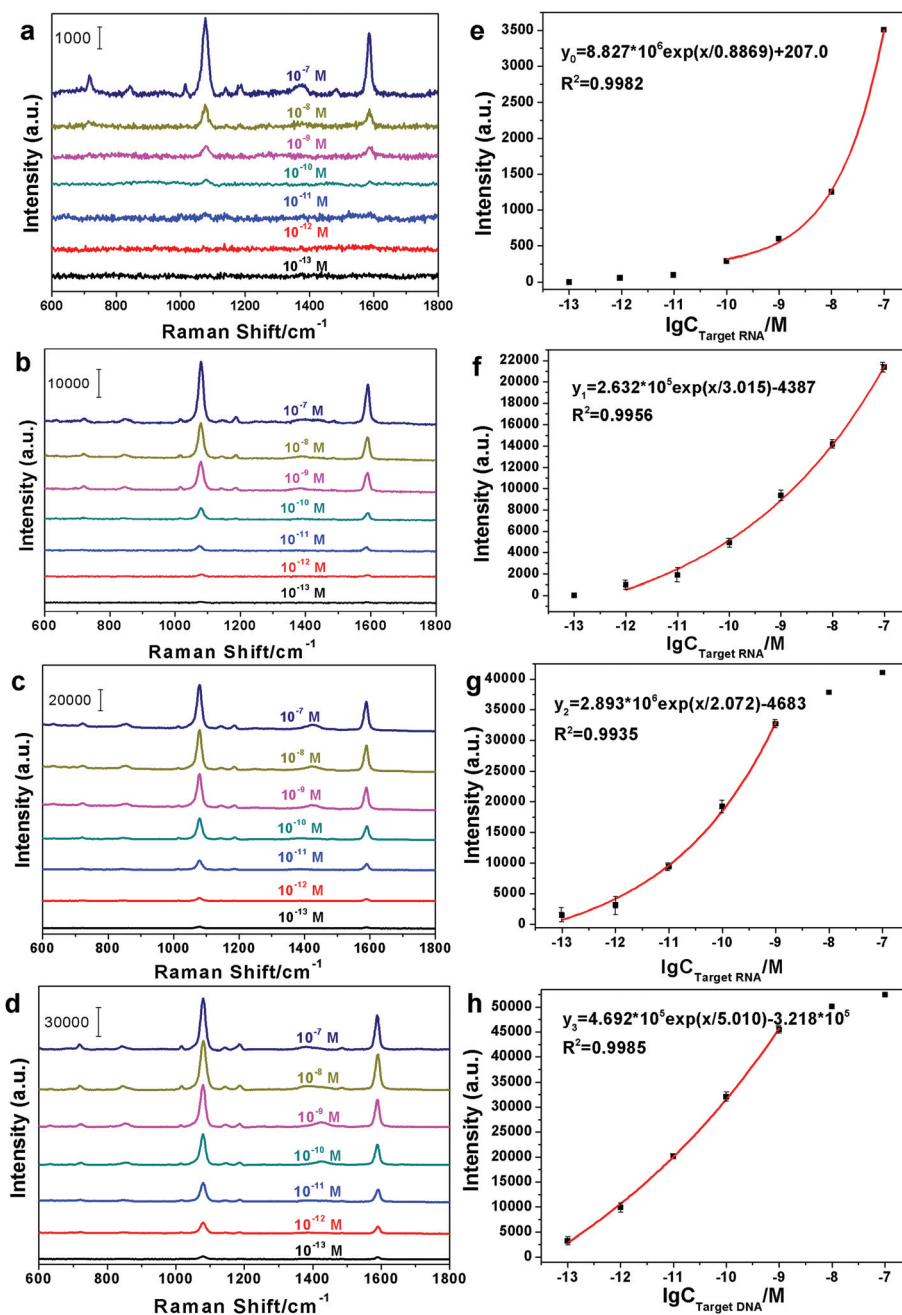 a
1000
10⁻⁷ M
10⁻⁸ M
10⁻⁹ M
10⁻¹⁰ M
10⁻¹¹ M
10⁻¹² M
10⁻¹³ M
600 800 1000 1200 1400 1600 1800
Raman Shift/cm⁻¹
Intensity (a.u.)
e
y₀=8.827*10⁶exp(x/0.8869)+207.0
R²=0.9982
3500
3000
2500
2000
1500
1000
500
0
-13 -12 -11 -10 -9 -8 -7
lgC Target RNA/M
Intensity (a.u.)
b
10000
10⁻⁷ M
10⁻⁸ M
10⁻⁹ M
10⁻¹⁰ M
10⁻¹¹ M
10⁻¹² M
10⁻¹³ M
600 800 1000 1200 1400 1600 1800
Raman Shift/cm⁻¹
Intensity (a.u.)
f
y₁=2.632*10⁵exp(x/3.015)-4387
R²=0.9956
22000
20000
18000
16000
14000
12000
10000
8000
6000
4000
2000
0
-13 -12 -11 -10 -9 -8 -7
lgC Target RNA/M
Intensity (a.u.)
c
20000
10⁻⁷ M
10⁻⁸ M
10⁻⁹ M
10⁻¹⁰ M
10⁻¹¹ M
10⁻¹² M
10⁻¹³ M
600 800 1000 1200 1400 1600 1800
Raman Shift/cm⁻¹
Intensity (a.u.)
g
y₂=2.893*10⁶exp(x/2.072)-4683
R²=0.9935
40000
35000
30000
25000
20000
15000
10000
5000
0
-13 -12 -11 -10 -9 -8 -7
lgC Target RNA/M
Intensity (a.u.)
d
30000
10⁻⁷ M
10⁻⁸ M
10⁻⁹ M
10⁻¹⁰ M
10⁻¹¹ M
10⁻¹² M
10⁻¹³ M
600 800 1000 1200 1400 1600 1800
Raman Shift/cm⁻¹
Intensity (a.u.)
h
y₃=4.692*10⁵exp(x/5.010)-3.218*10⁵
R²=0.9985
50000
45000
40000
35000
30000
25000
20000
15000
10000
5000
0
-13 -12 -11 -10 -9 -8 -7
lgC Target DNA/M
Intensity (a.u.)